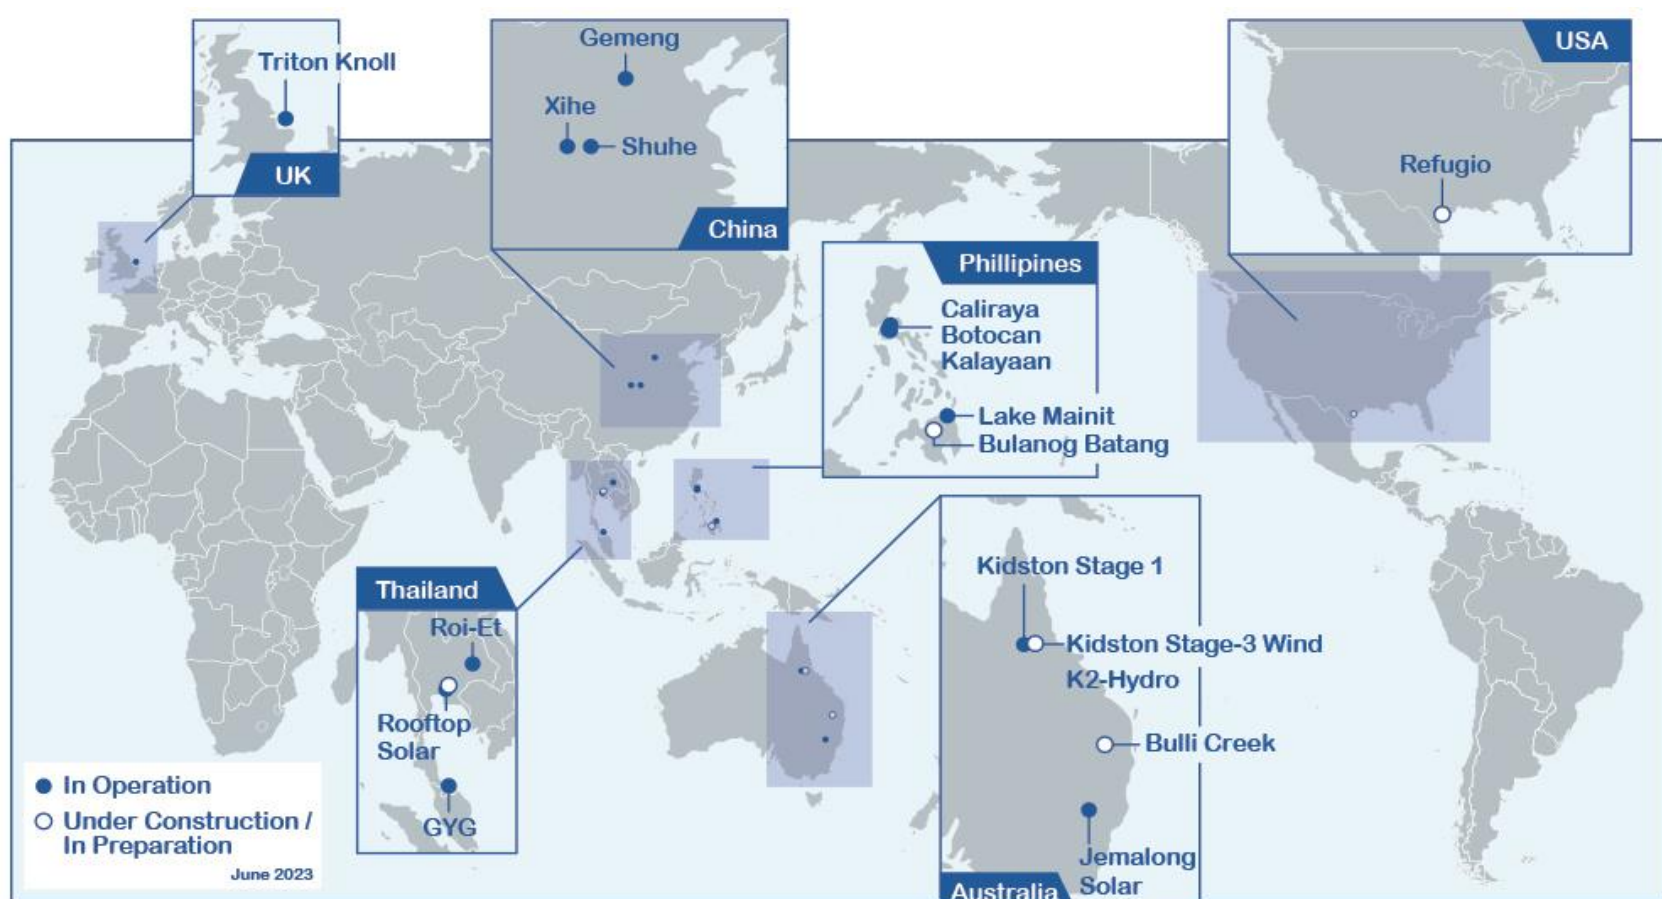 Triton Knoll
UK
Gemeng
Xihe
Shuhe
China
USA
Refugio
Phillipines
Caliraya
Botocan
Kalayaan
Lake Mainit
Bulanog Batang
Thailand
Roi-Et
Rooftop
Solar
GYG
Kidston Stage 1
Kidston Stage-3 Wind
K2-Hydro
Bulli Creek
Jemalong
Solar
Australia
In Operation
Under Construction /
In Preparation
June 2023